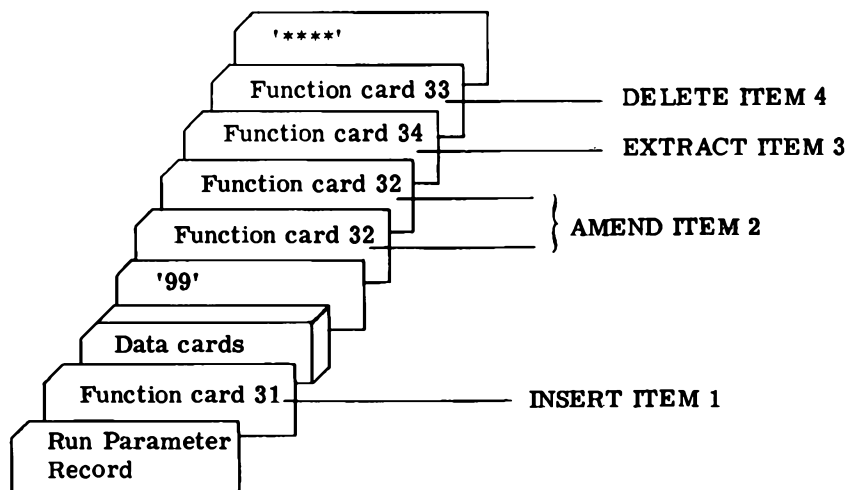 '****'
Function card 33
DELETE ITEM 4
Function card 34
EXTRACT ITEM 3
Function card 32
AMEND ITEM 2
Function card 32
'99'
Data cards
Function card 31
INSERT ITEM 1
Run Parameter
Record